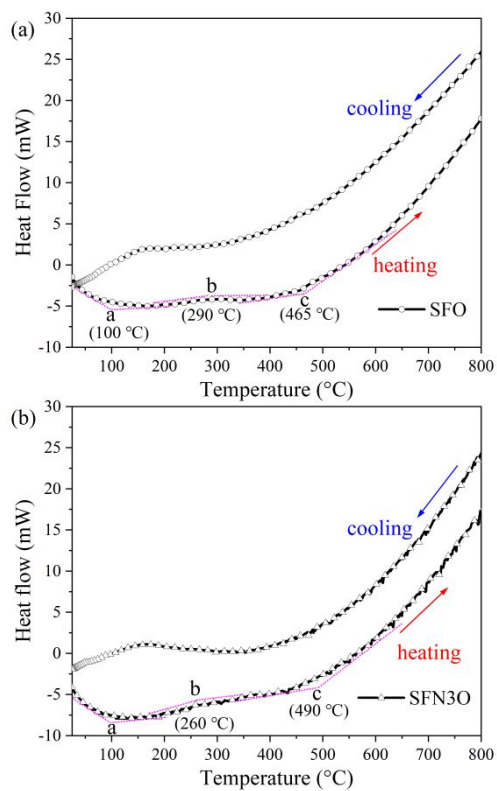 (a)
30
25
20
15
10
5
0
-5
-10
Heat Flow (mW)
cooling
heating
a
(100 °C)
b
(290 °C)
c
(465 °C)
SFO
100 200 300 400 500 600 700 800
Temperature (°C)
(b)
30
25
20
15
10
5
0
-5
-10
Heat flow (mW)
cooling
heating
a
b
(260 °C)
c
(490 °C)
SFN3O
100 200 300 400 500 600 700 800
Temperature (°C)